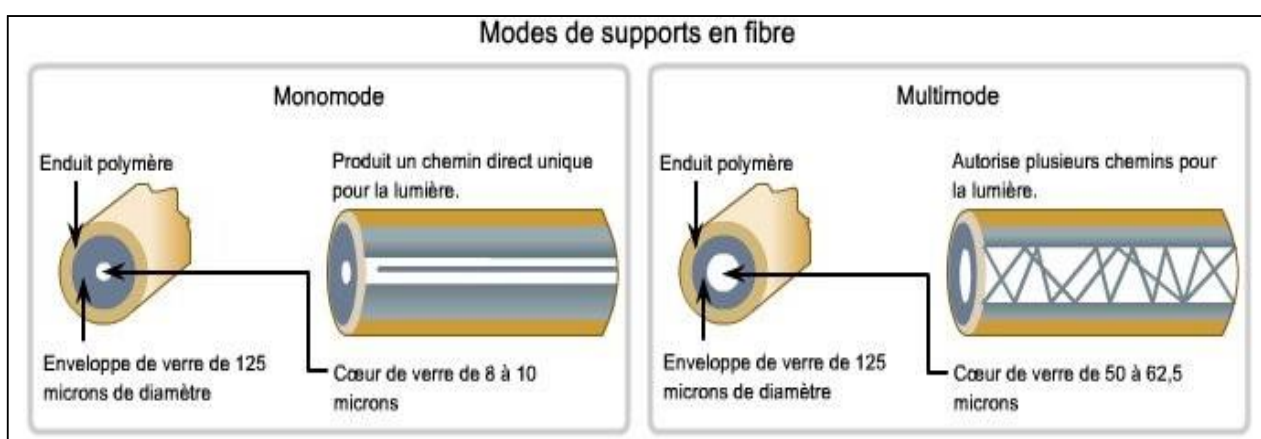 Modes de supports en fibre
Monomode
Enduit polymère
Produit un chemin direct unique
pour la lumière.
Enveloppe de verre de 125
microns de diamètre
Cœur de verre de 8 à 10
microns
Multimode
Enduit polymère
Autorise plusieurs chemins pour
la lumière.
Enveloppe de verre de 125
microns de diamètre
Cœur de verre de 50 à 62,5
microns